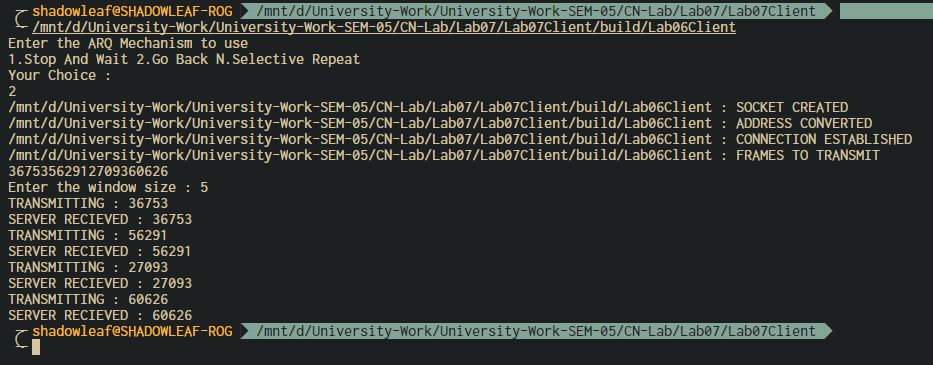 shadowleaf@SHADOWLEAF-ROG /mnt/d/University-Work/University-Work-SEM-05/CN-Lab/Lab07/Lab07Client
/mnt/d/University-Work/University-Work-SEM-05/CN-Lab/Lab07/Lab07Client/build/Lab06Client
Enter the ARQ Mechanism to use
1.Stop And Wait 2.Go Back N.Selective Repeat
Your Choice :
2
/mnt/d/University-Work/University-Work-SEM-05/CN-Lab/Lab07/Lab07Client/build/Lab06Client : SOCKET CREATED
/mnt/d/University-Work/University-Work-SEM-05/CN-Lab/Lab07/Lab07Client/build/Lab06Client : ADDRESS CONVERTED
/mnt/d/University-Work/University-Work-SEM-05/CN-Lab/Lab07/Lab07Client/build/Lab06Client : CONNECTION ESTABLISHED
/mnt/d/University-Work/University-Work-SEM-05/CN-Lab/Lab07/Lab07Client/build/Lab06Client : FRAMES TO TRANSMIT
36753562912709360626
Enter the window size : 5
TRANSMITTING : 36753
SERVER RECIEVED : 36753
TRANSMITTING : 56291
SERVER RECIEVED : 56291
TRANSMITTING : 27093
SERVER RECIEVED : 27093
TRANSMITTING : 60626
SERVER RECIEVED : 60626
shadowleaf@SHADOWLEAF-ROG /mnt/d/University-Work/University-Work-SEM-05/CN-Lab/Lab07/Lab07Client